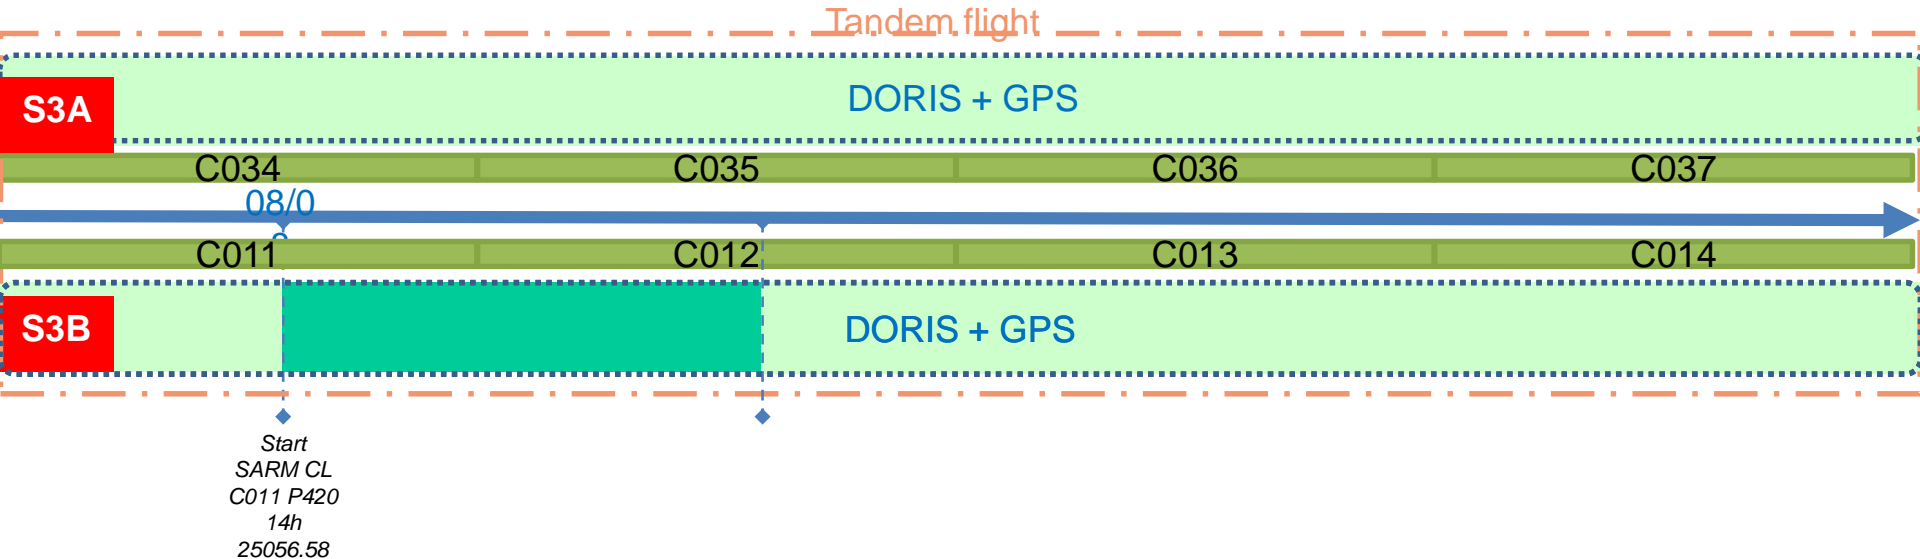 Tandem flight
DORIS + GPS
S3A
C034 C035 C036 C037
08/0
C011 C012 C013 C014
S3B
DORIS + GPS
Start
SARM CL
C011 P420
14h
25056.58